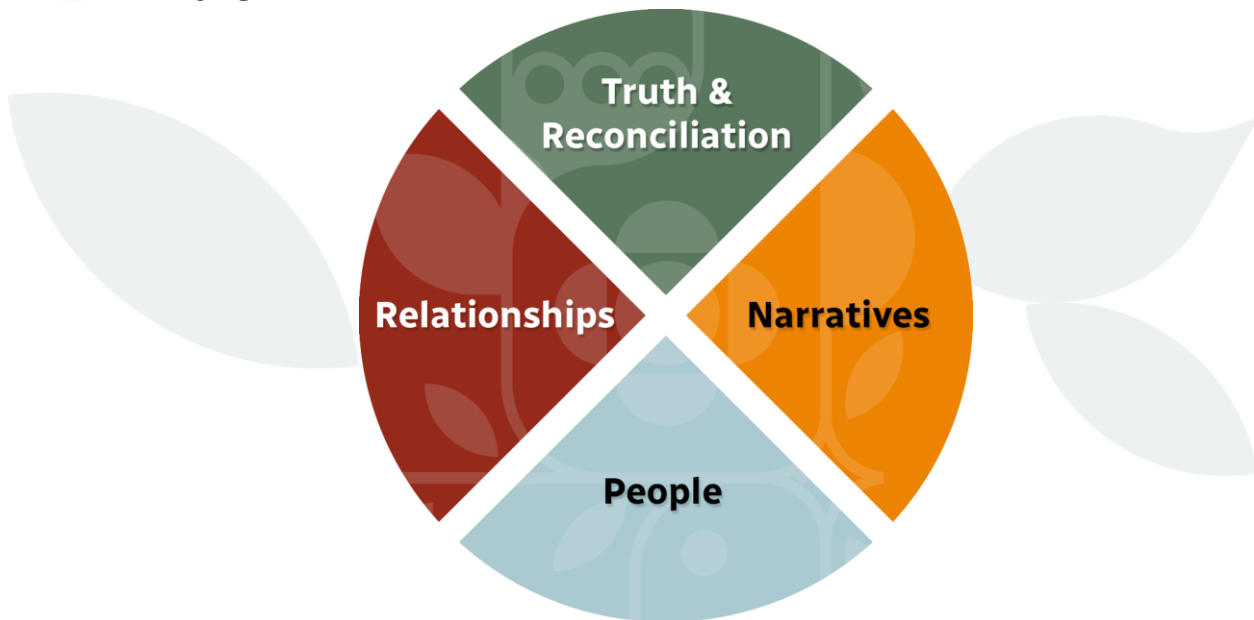 Truth &
Reconciliation
Relationships
Narratives
People